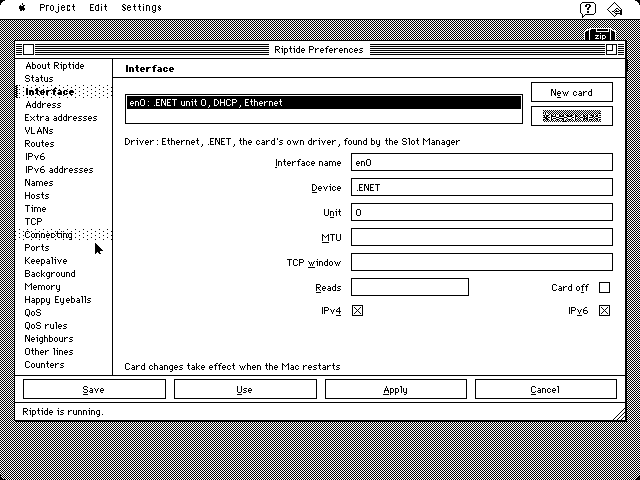 Project Edit Settings
zip
Riptide Preferences
About Riptide
Status
Interface
Address
Extra addresses
VLANs
Routes
IPv6
IPv6 addresses
Names
Hosts
Time
TCP
Connecting
Ports
Keepalive
Background
Memory
Happy Eyeballs
QoS
QoS rules
Neighbours
Other lines
Counters
Interface
en0: .ENET unit 0, DHCP, Ethernet
New card
Driver: Ethernet, .ENET, the card's own driver, found by the Slot Manager
Interface name en0
Device .ENET
Unit 0
MTU
TCP window
Reads Card off
IPv4 IPv6
Card changes take effect when the Mac restarts
Save Use Apply Cancel
Riptide is running.